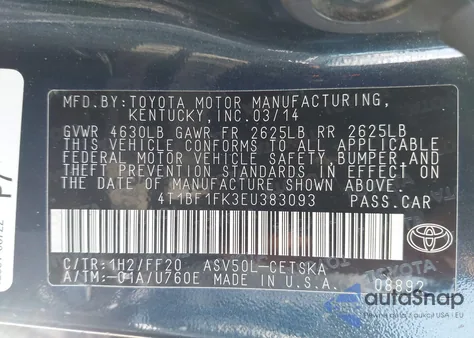 MFD.BY:TOYOTA MOTOR MANUFACTURING,
KENTUCKY,INC.03/14
GVWR 4630LB GAWR FR 2625LB RR 2625LB
THIS VEHICLE CONFORMS TO ALL APPLICABLE
FEDERAL MOTOR VEHICLE SAFETY, BUMPER,AND
THEFT PREVENTION STANDARDS IN EFFECT ON
THE DATE OF MANUFACTURE SHOWN ABOVE.
4T1BF1FK3EU383093 PASS.CAR
C/TR:1H2/FF20 ASV50L-CETSKA
A/TM:-01A/U760E MADE IN U.S.A. 08892
TOYOTA
autoSnap